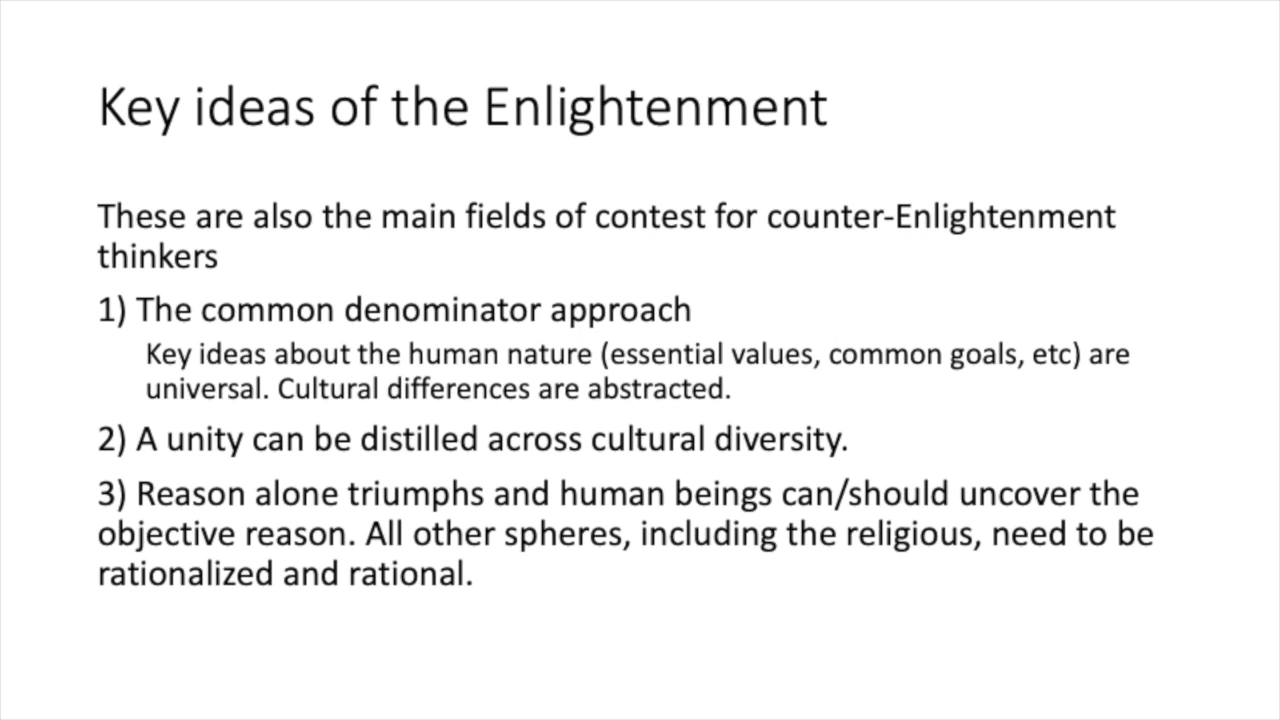 Key ideas of the Enlightenment
These are also the main fields of contest for counter-Enlightenment
thinkers
1) The common denominator approach
Key ideas about the human nature (essential values, common goals, etc) are
universal. Cultural differences are abstracted.
2) A unity can be distilled across cultural diversity.
3) Reason alone triumphs and human beings can/should uncover the
objective reason. All other spheres, including the religious, need to be
rationalized and rational.